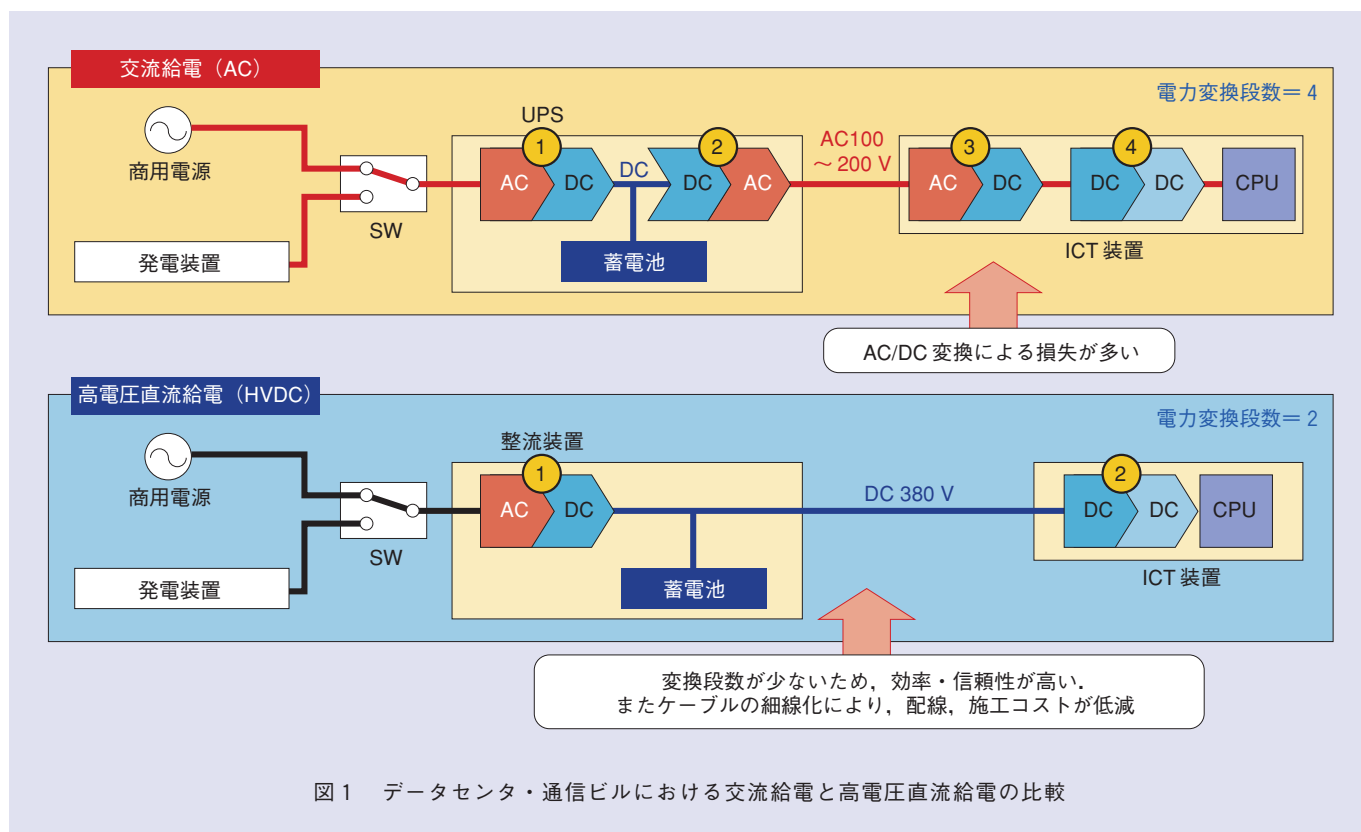 交流給電（AC）
電力変換段数＝ 4
商用電源
発電装置
SW
UPS
1
AC
DC
DC
2
DC
AC
蓄電池
AC100
～ 200 V
3
AC
DC
4
DC
DC
CPU
ICT 装置
AC/DC 変換による損失が多い
高電圧直流給電（HVDC）
電力変換段数＝ 2
商用電源
発電装置
SW
整流装置
1
AC
DC
蓄電池
DC 380 V
2
DC
DC
CPU
ICT 装置
変換段数が少ないため，効率・信頼性が高い．
またケーブルの細線化により，配線，施工コストが低減
図 1　データセンタ・通信ビルにおける交流給電と高電圧直流給電の比較